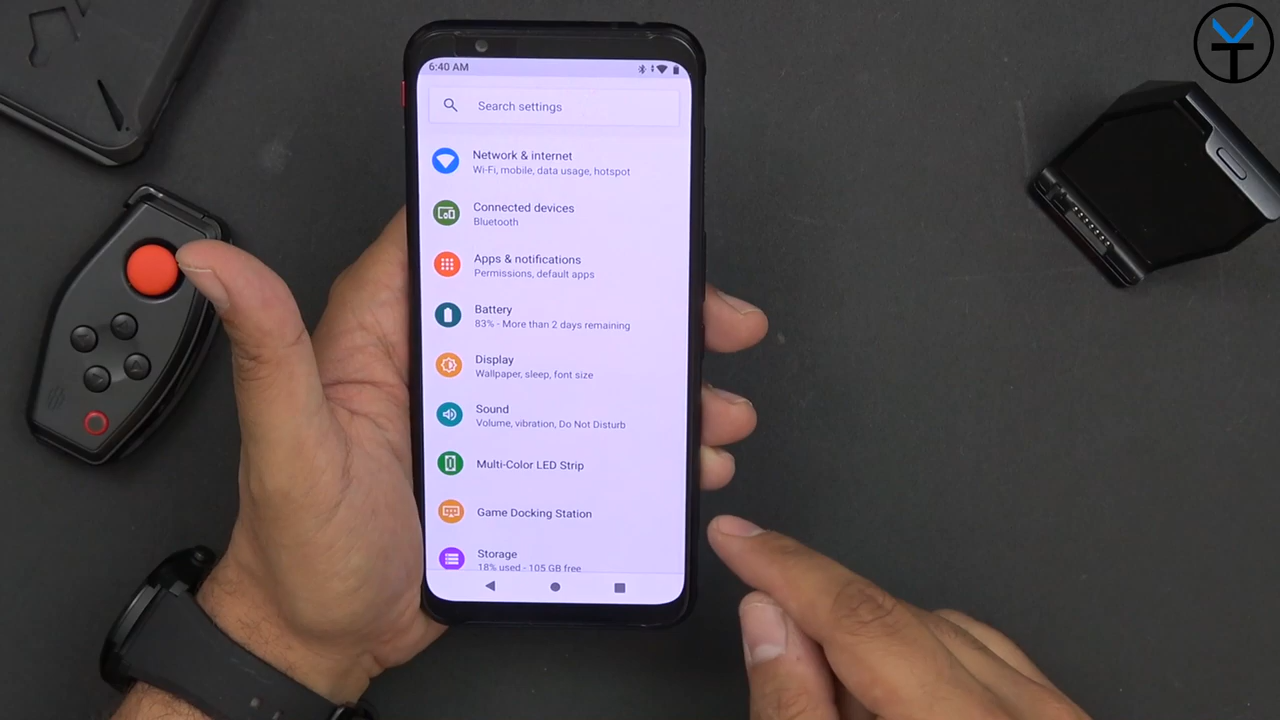 6:40 AM
Search settings
Network & internet
Wi-Fi, mobile, data usage, hotspot
Connected devices
Bluetooth
Apps & notifications
Permissions, default apps
Battery
83% - More than 2 days remaining
Display
Wallpaper, sleep, font size
Sound
Volume, vibration, Do Not Disturb
Multi-Color LED Strip
Game Docking Station
Storage
18% used - 105 GB free